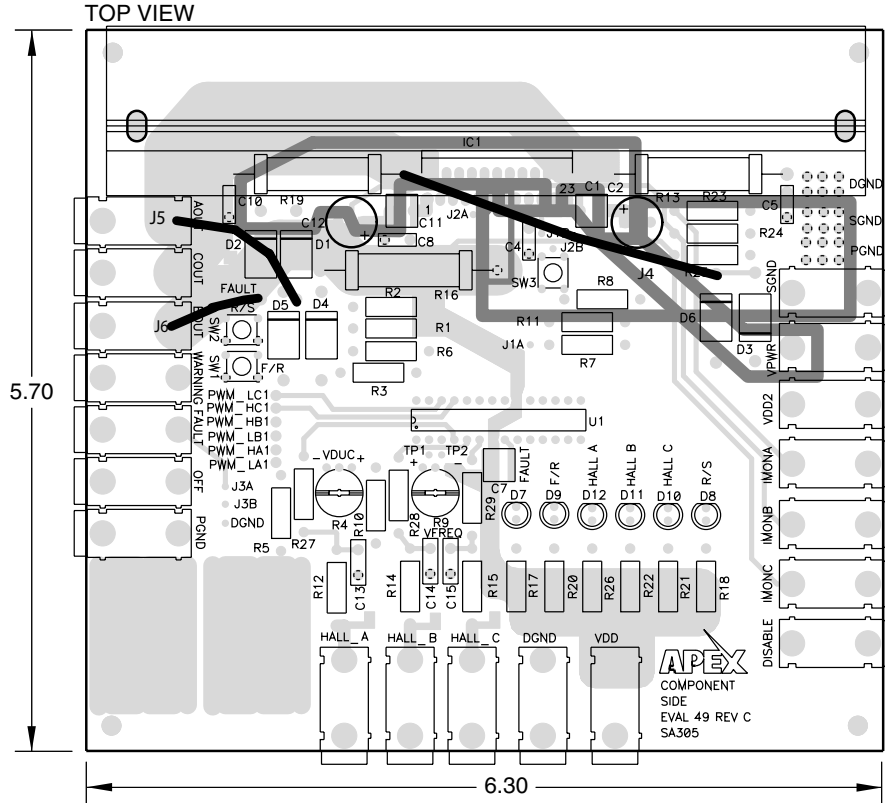 TOP VIEW
5.70
6.30
IC1
AOUT
J5
C10
R19
C12
1
C11
J2A
C8
23
C1
C2
R13
R23
C5
DGND
R24
SGND
PGND
D2
D1
C4
J2B
J4
COUT
FAULT
R/S
R16
SW3
R8
SGND
J6
SW2
D5
D4
R2
R1
R11
J1A
R7
D6
D3
VPWR
SW1
F/R
R6
R3
WARNING
FAULT
PWM_LC1
PWM_HC1
PWM_HB1
PWM_LB1
PWM_HA1
PWM_LA1
U1
VDD2
- VDUC +
TP1
+
TP2
-
FAULT
F/R
HALL A
HALL B
HALL C
R/S
IMONA
OFF
J3A
J3B
DGND
C7
D7
D9
D12
D11
D10
D8
R4
R10
R28
R9
R29
IMONB
PGND
R5
R27
VFREQ
R12
C13
R14
C14
C15
R15
R17
R20
R26
R22
R21
R18
IMONC
HALL_A
HALL_B
HALL_C
DGND
VDD
DISABLE
APEX
COMPONENT
SIDE
EVAL 49 REV C
SA305